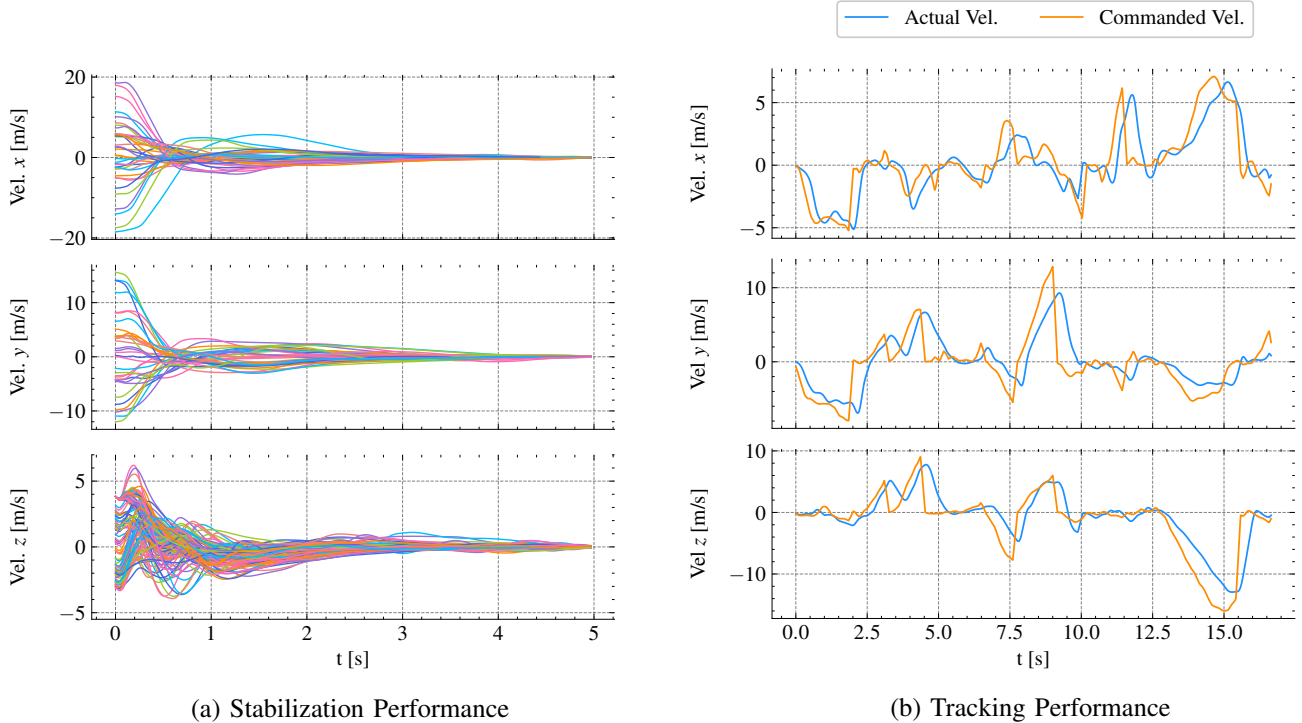 Actual Vel.
Commanded Vel.
20
0
−20
Vel. x [m/s]
10
0
−10
Vel. y [m/s]
5
0
−5
Vel. z [m/s]
0
1
2
3
4
5
t [s]
(a) Stabilization Performance
5
0
−5
Vel. x [m/s]
10
0
Vel y [m/s]
10
0
−10
Vel z [m/s]
0.0
2.5
5.0
7.5
10.0
12.5
15.0
t [s]
(b) Tracking Performance